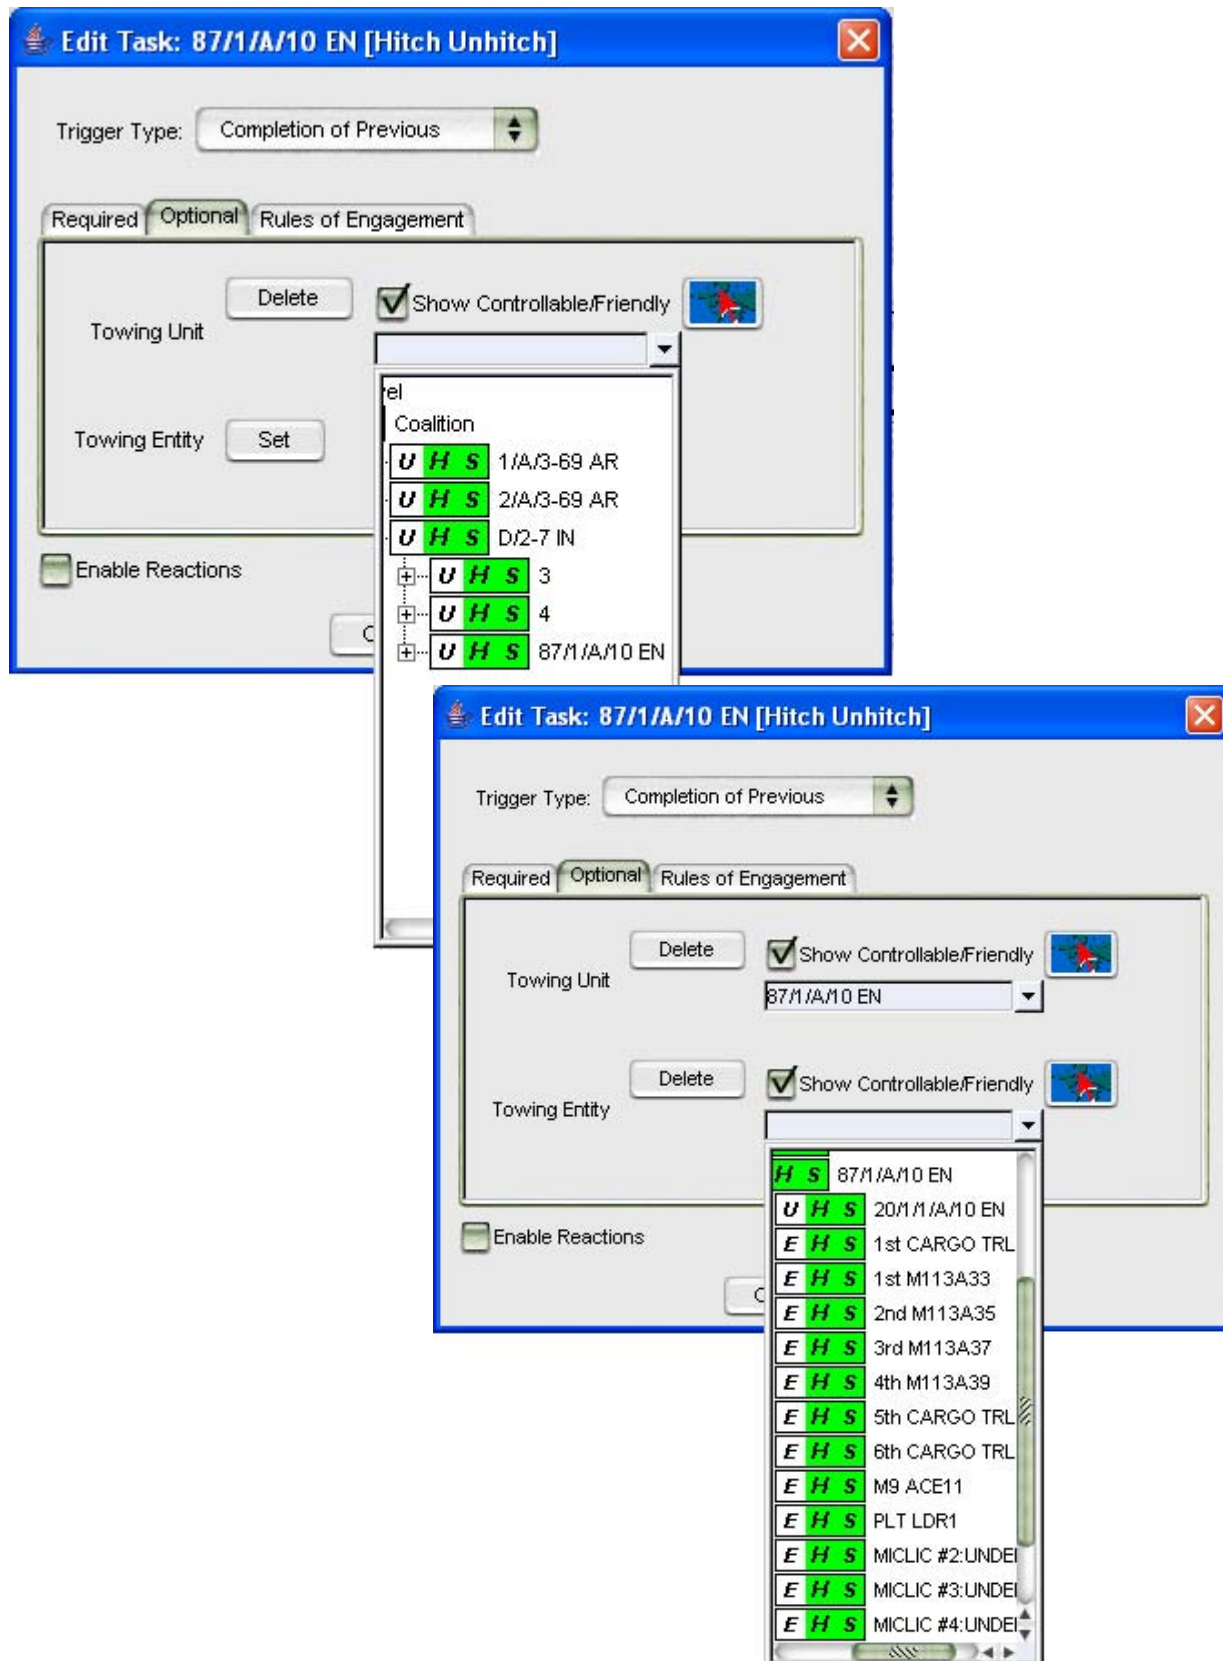 Edit Task: 87/1/A/10 EN [Hitch Unhitch]
Trigger Type: Completion of Previous
Required Optional Rules of Engagement
Delete Show Controllable/Friendly
Towing Unit
Coalition
Towing Entity Set
U H S 1/A/3-69 AR
U H S 2/A/3-69 AR
U H S D/2-7 IN
U H S 3
U H S 4
U H S 87/1/A/10 EN
Enable Reactions
Edit Task: 87/1/A/10 EN [Hitch Unhitch]
Trigger Type: Completion of Previous
Required Optional Rules of Engagement
Delete Show Controllable/Friendly
Towing Unit
87/1/A/10 EN
Delete Show Controllable/Friendly
Towing Entity
H S 87/1/A/10 EN
U H S 20/1/1/A/10 EN
E H S 1st CARGO TRL
E H S 1st M113A33
E H S 2nd M113A35
E H S 3rd M113A37
E H S 4th M113A39
E H S 5th CARGO TRL
E H S 6th CARGO TRL
E H S M9 ACE11
E H S PLT LDR1
E H S MICLIC #2:UNDE
E H S MICLIC #3:UNDE
E H S MICLIC #4:UNDE
Enable Reactions